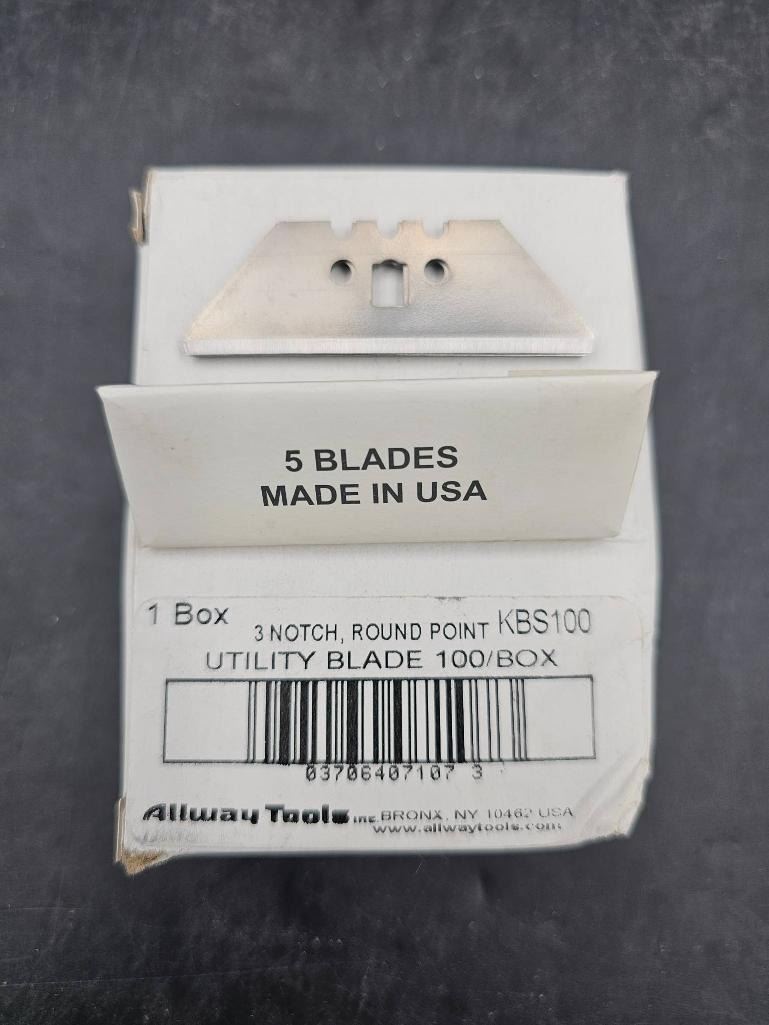 5 BLADES
MADE IN USA
1 Box 3 NOTCH, ROUND POINT KBS100
UTILITY BLADE 100/BOX
03706407107 3
Allway Tools inc. BRONX, NY 10462 USA
www.allwaytools.com